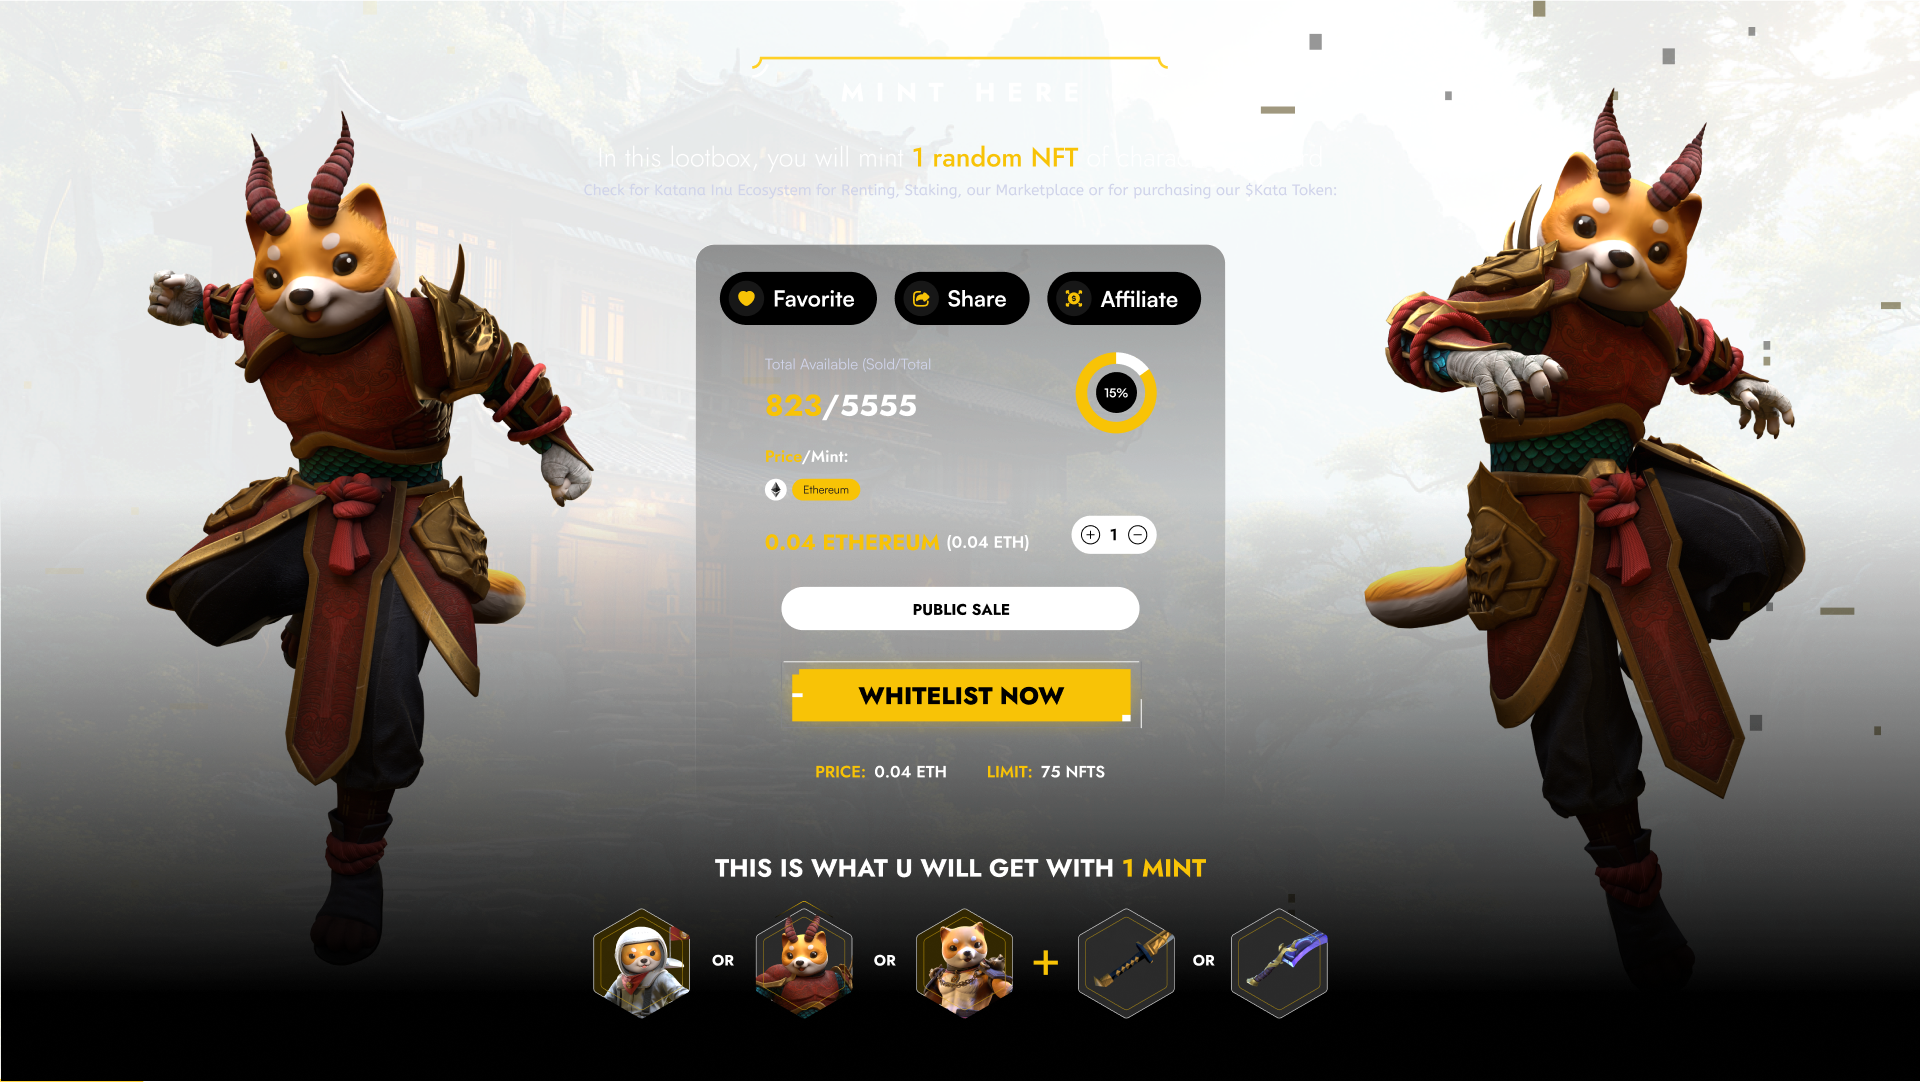 MINT HERE
In this lootbox, you will mint 1 random NFT of
Check for Katana Inu Ecosystem for Renting, Staking, our Marketplace or for purchasing our $Kata Token:
Favorite
Share
Affiliate
Total Available (Sold/Total
823/5555
15%
Price/Mint:
Ethereum
0.04 ETHEREUM (0.04 ETH)
1
PUBLIC SALE
WHITELIST NOW
PRICE: 0.04 ETH LIMIT: 75 NFTS
THIS IS WHAT U WILL GET WITH 1 MINT
OR OR + OR